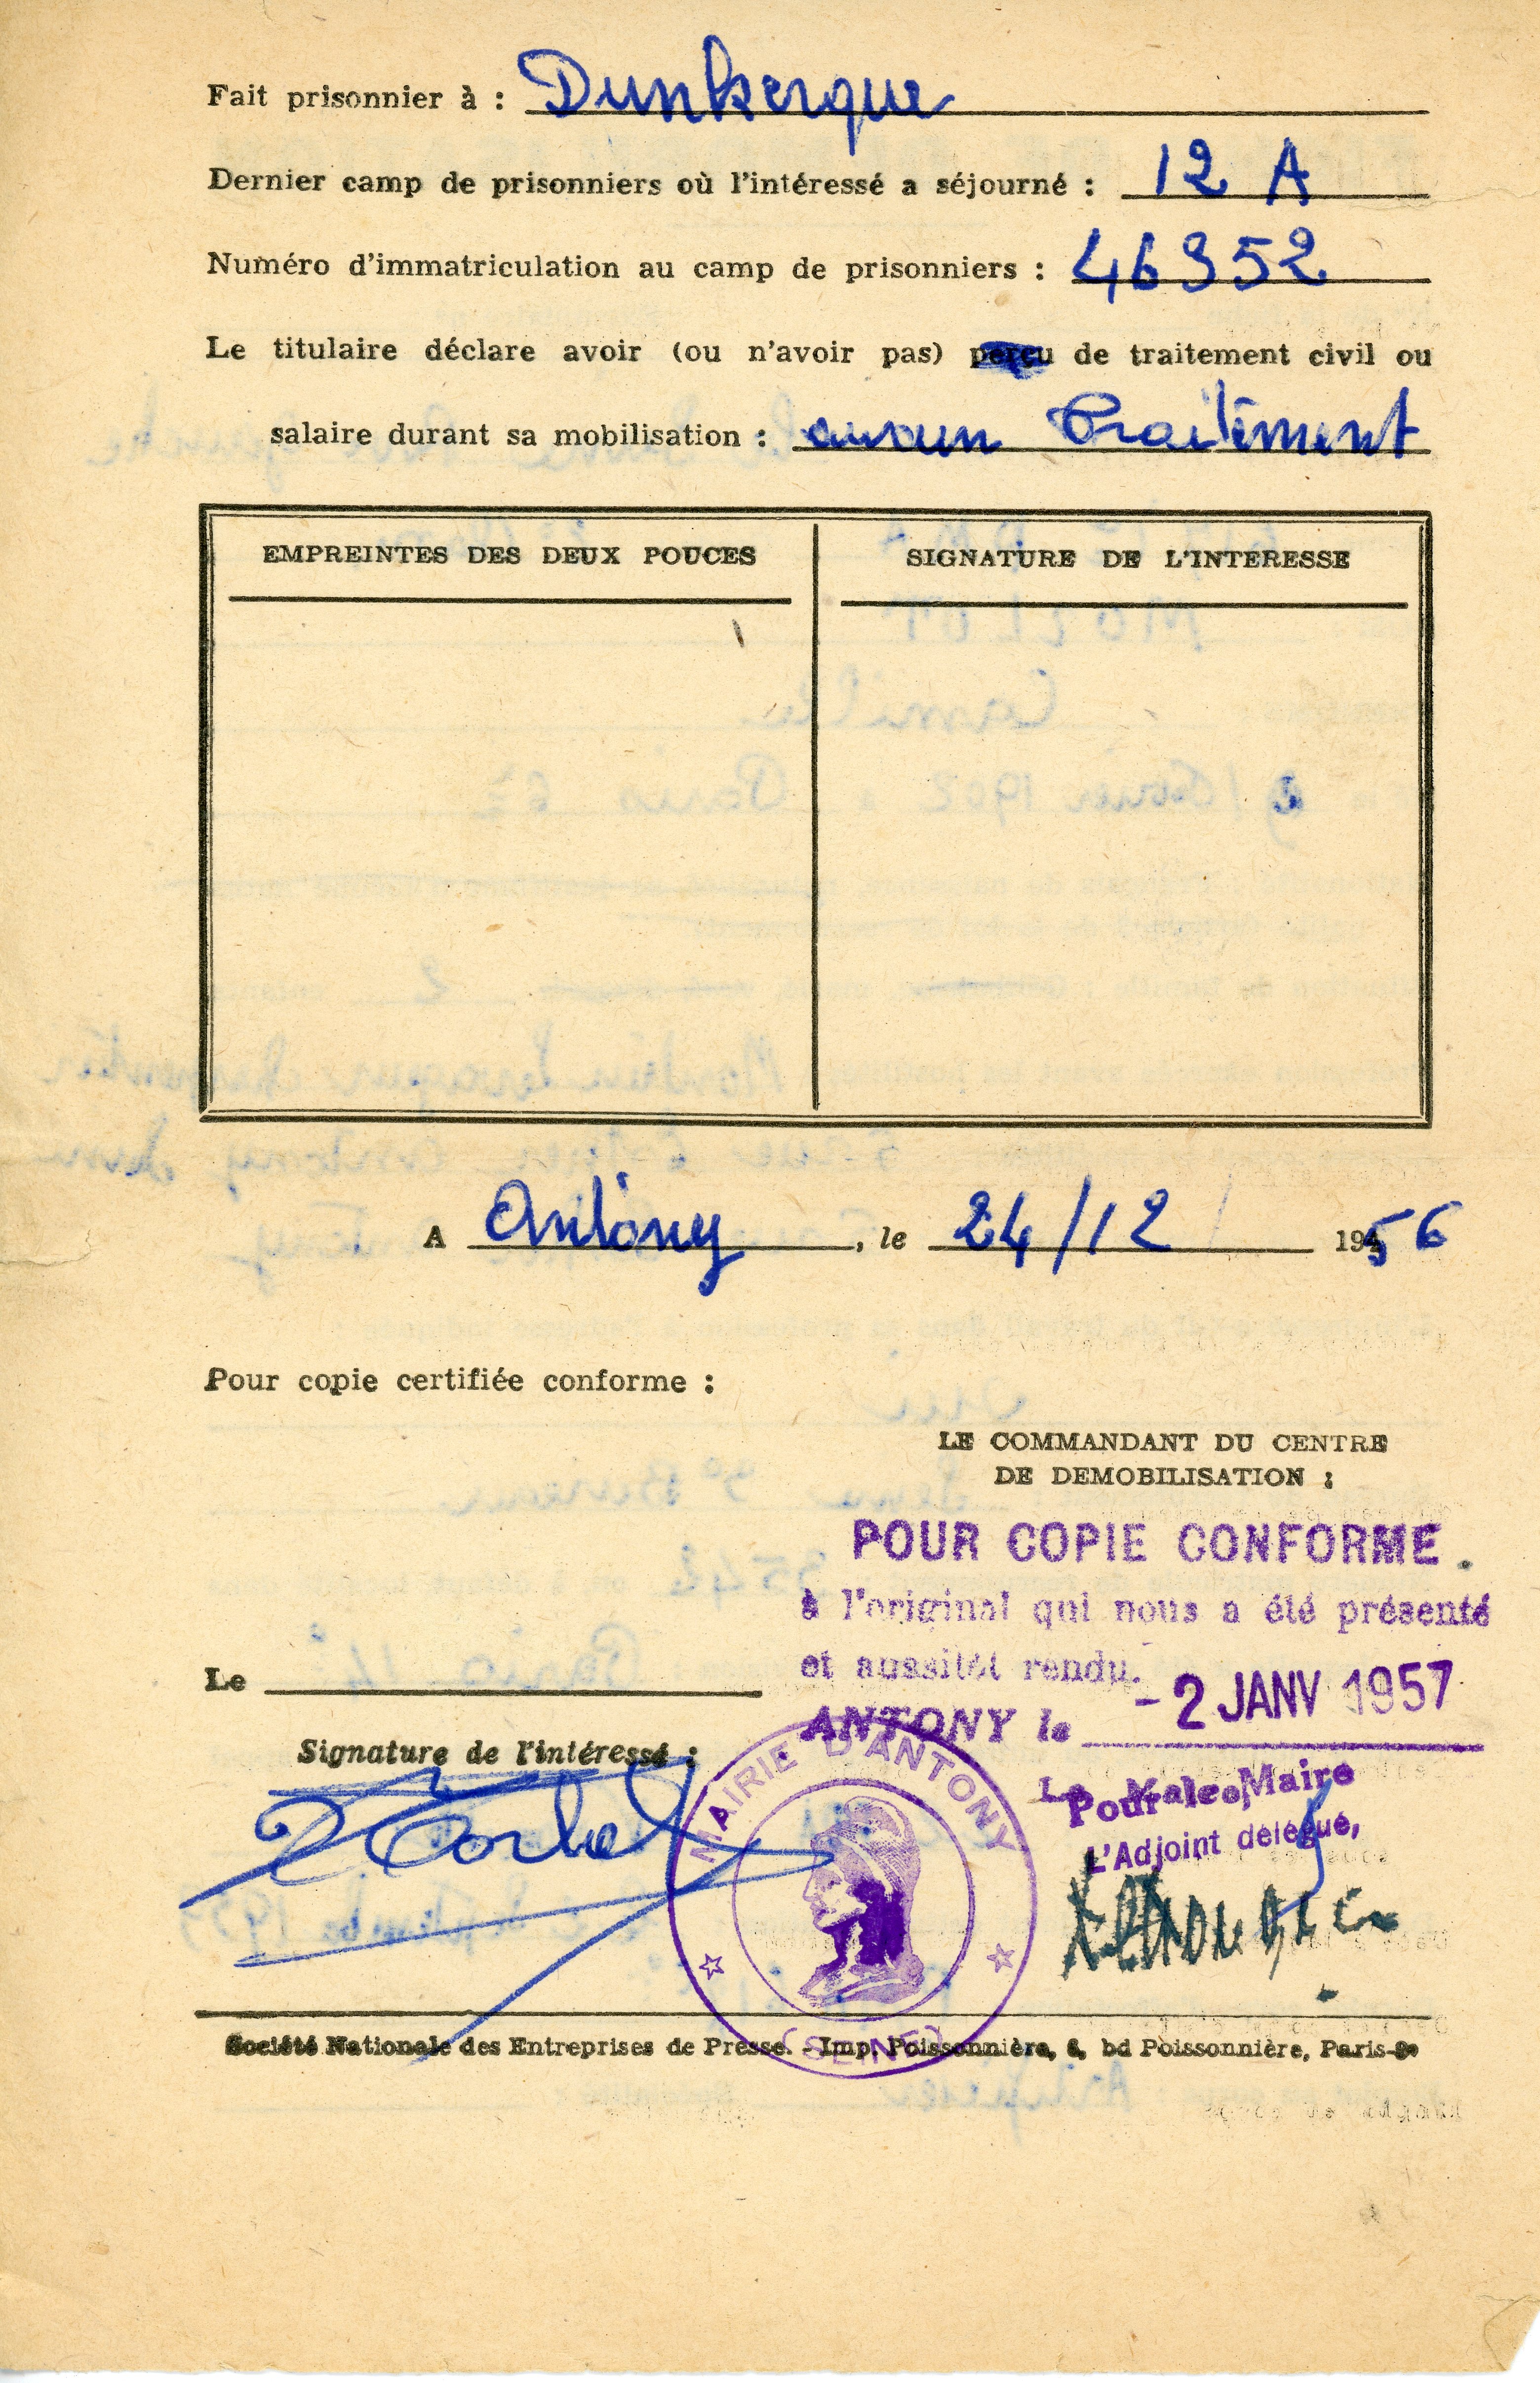 Fait prisonnier à : Dunkerque
Dernier camp de prisonniers où l'intéressé a séjourné : 12 A
Numéro d'immatriculation au camp de prisonniers : 46952
Le titulaire déclare avoir (ou n'avoir pas) perçu de traitement civil ou
salaire durant sa mobilisation : aucun Traitement
EMPREINTES DES DEUX POUCES
SIGNATURE DE L'INTERESSE
A Antony, le 24/12 1956
Pour copie certifiée conforme :
LE COMMANDANT DU CENTRE
DE DEMOBILISATION :
POUR COPIE CONFORME
à l'original qui nous a été présenté
et aussitôt rendu.
Le
ANTONY le - 2 JANV 1957
Signature de l'intéressé :
Le Maire,
Pour le Maire
L'Adjoint délégué,
MAIRIE D'ANTONY
(SEINE)
Société Nationale des Entreprises de Presse. - Imp. Poissonnière, 6, bd Poissonnière, Paris-9e